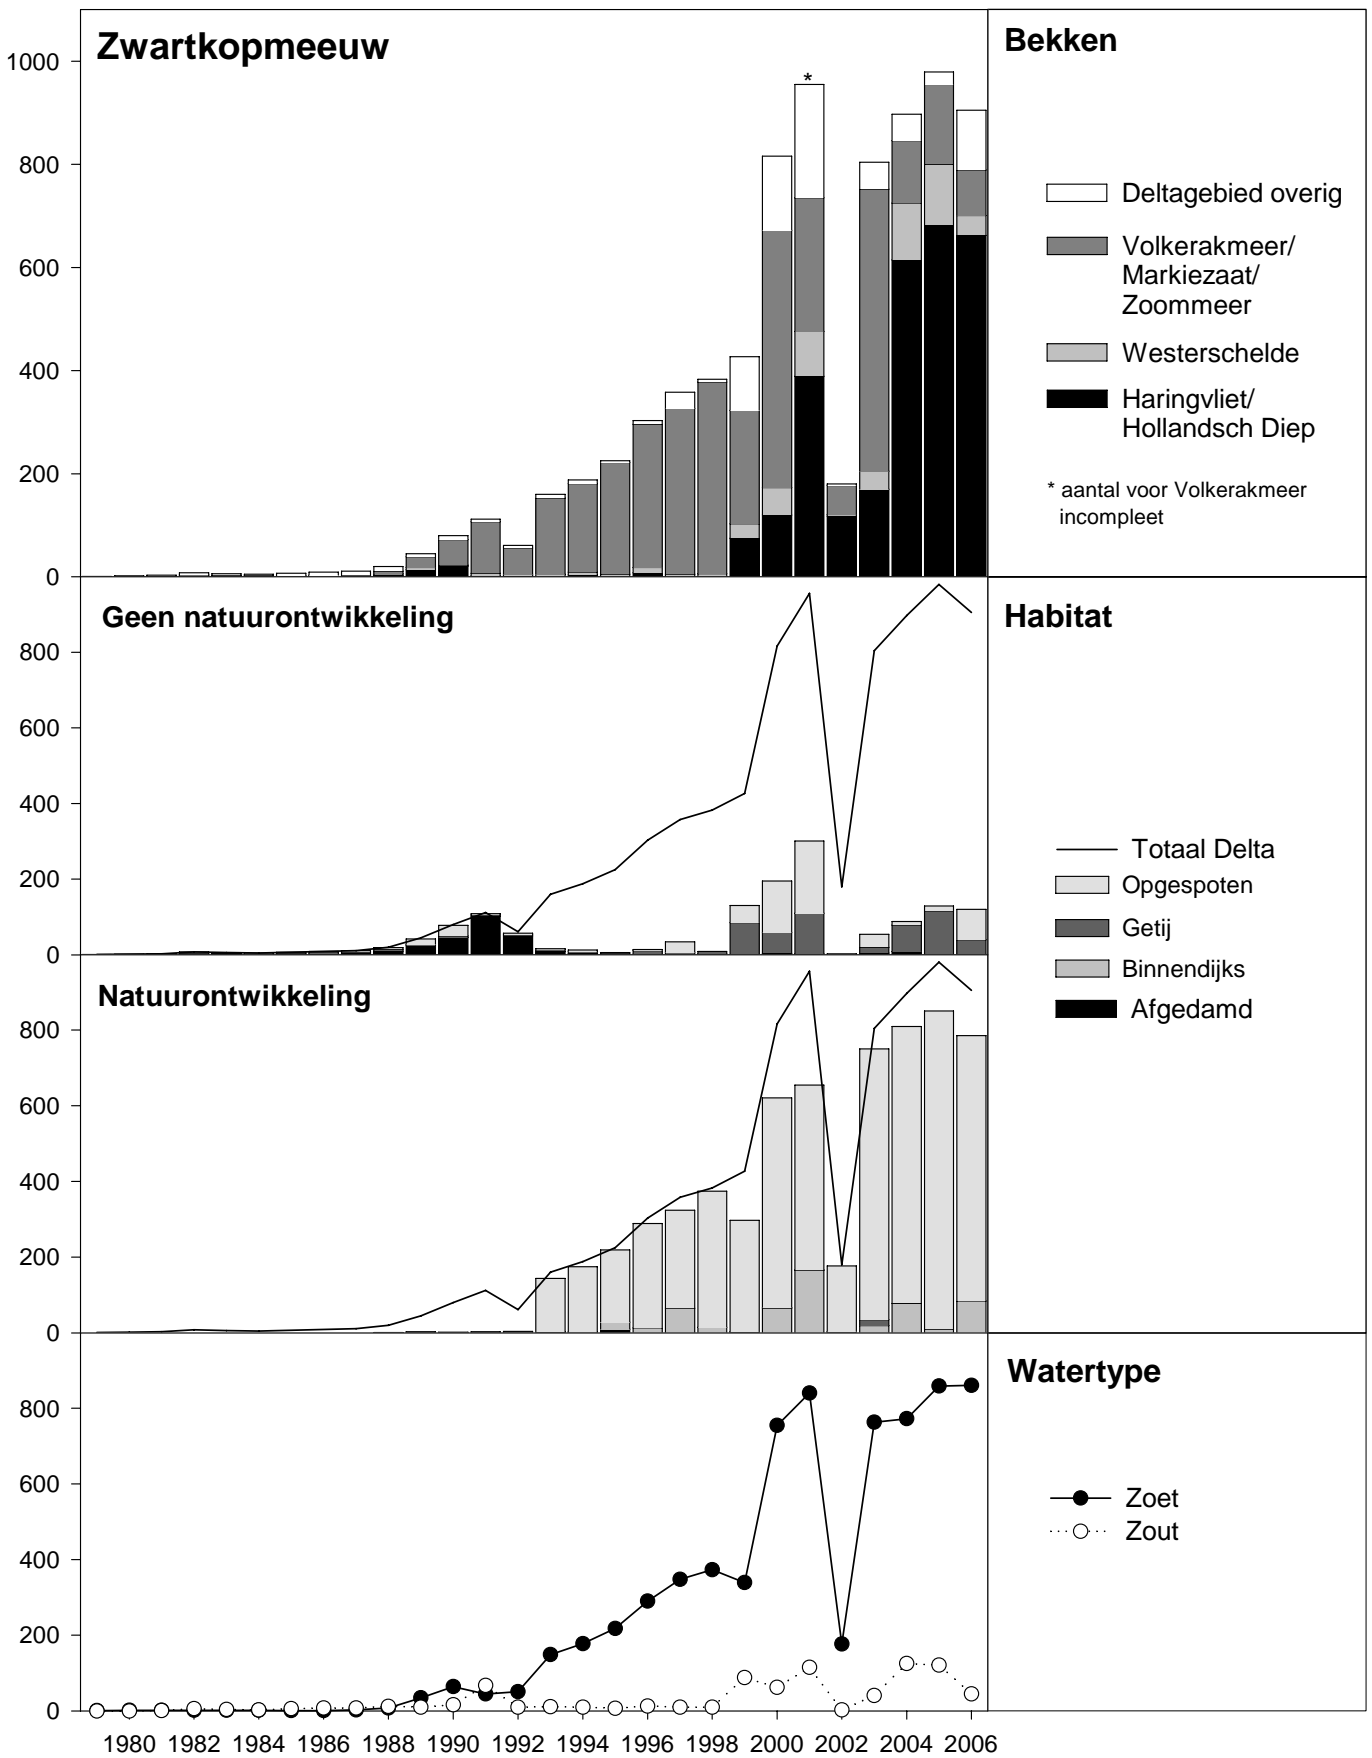 Zwartkopmeeuw
*
1000
800
600
400
200
0
Bekken
Deltagebied overig
Volkerakmeer/
Markiezaat/
Zoommeer
Westerschelde
Haringvliet/
Hollandsch Diep
* aantal voor Volkerakmeer
incompleet
Geen natuurontwikkeling
800
600
400
200
0
Habitat
Totaal Delta
Opgespoten
Getij
Binnendijks
Afgedamd
Natuurontwikkeling
800
600
400
200
0
Watertype
Zoet
Zout
800
600
400
200
0
1980 1982 1984 1986 1988 1990 1992 1994 1996 1998 2000 2002 2004 2006